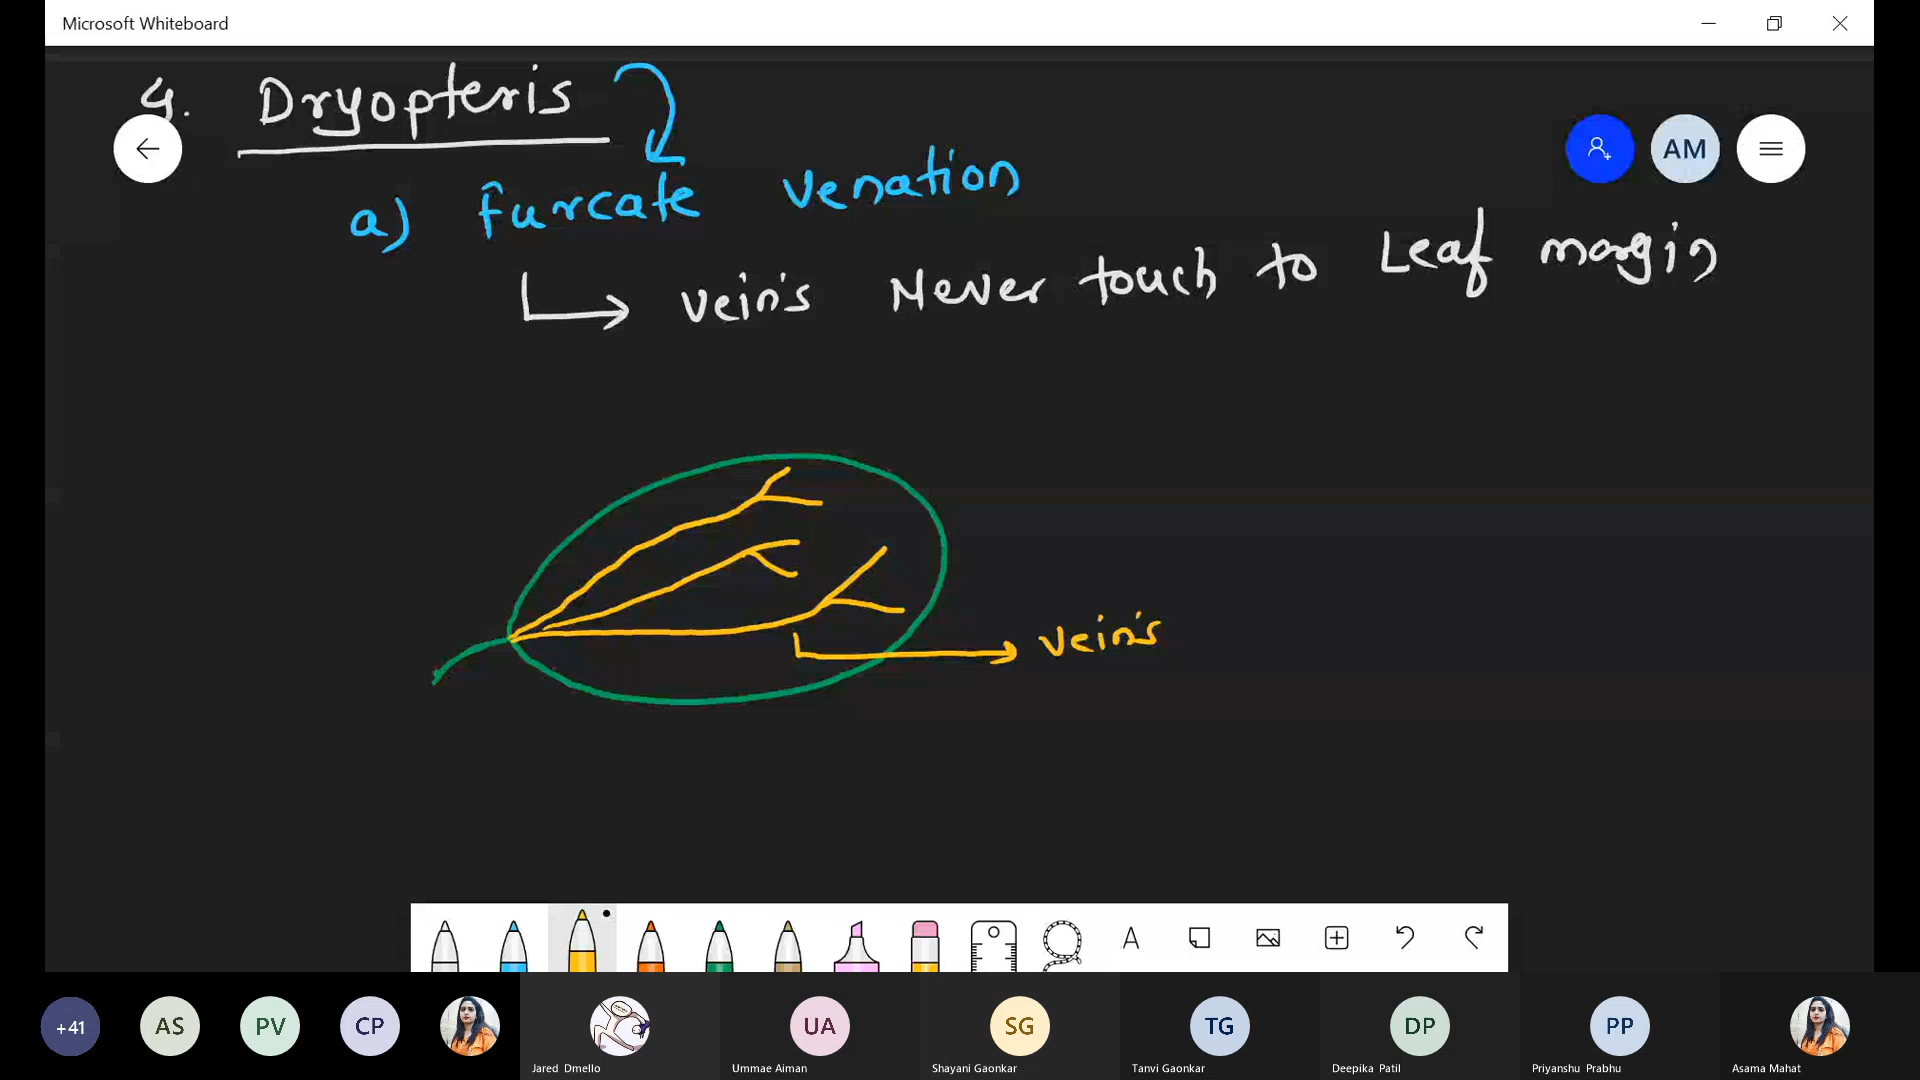 Microsoft Whiteboard
4. Dryopteris
a) furcate venation
vein's Never touch to Leaf margin
AM
vein's
A
+41
AS
PV
CP
UA
SG
TG
DP
PP
Jared Dmello
Ummae Aiman
Shayani Gaonkar
Tanvi Gaonkar
Deepika Patil
Priyanshu Prabhu
Asama Mahat